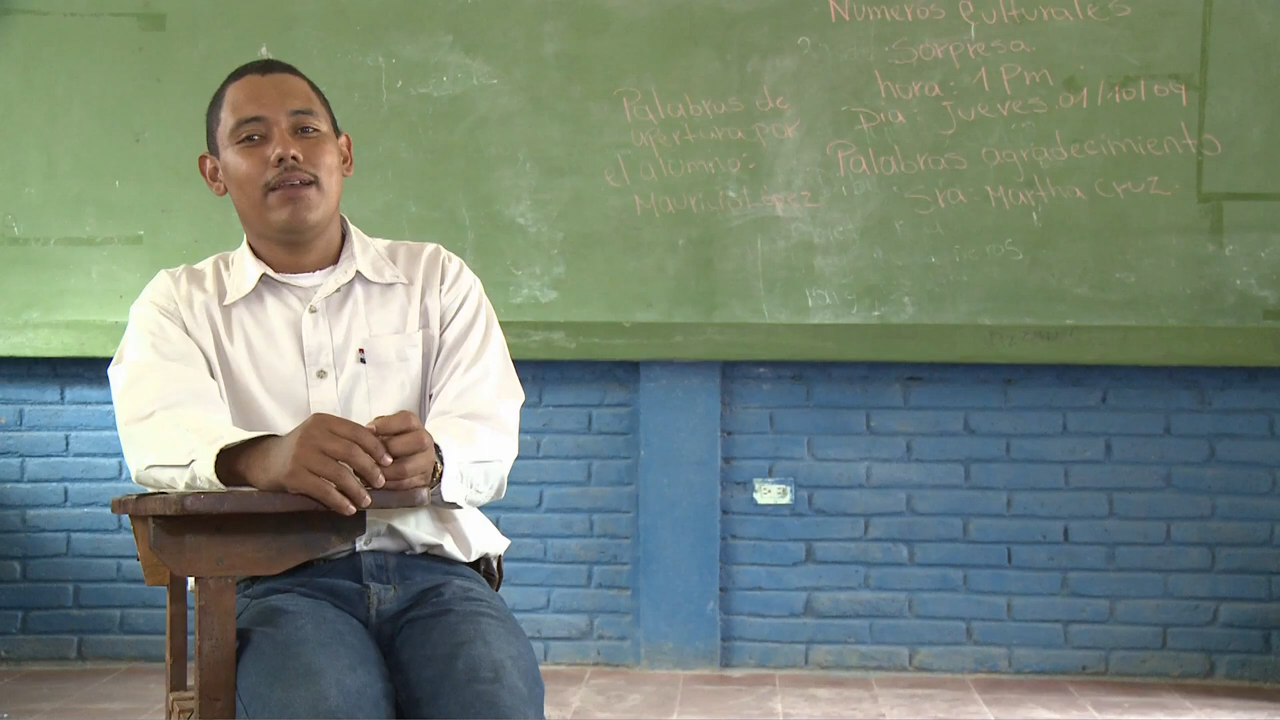 Palabras de
apertura por
el alumno:
Mauricio Lopez
Numeros Culturales
Sorpresa.
hora: 1 Pm
Dia: Jueves 01/10/09
Palabras agradecimiento
Sra. Martha Cruz